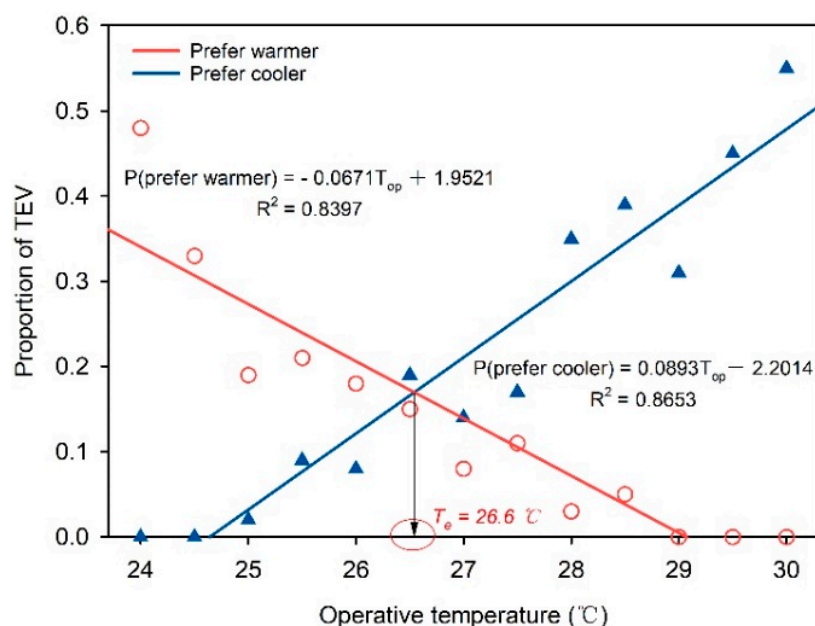 Prefer warmer
Prefer cooler
P(prefer warmer) = - 0.0671Top + 1.9521
R² = 0.8397
P(prefer cooler) = 0.0893Top − 2.2014
R² = 0.8653
Te = 26.6 ℃
Proportion of TEV
0.6
0.5
0.4
0.3
0.2
0.1
0.0
24 25 26 27 28 29 30
Operative temperature (℃)